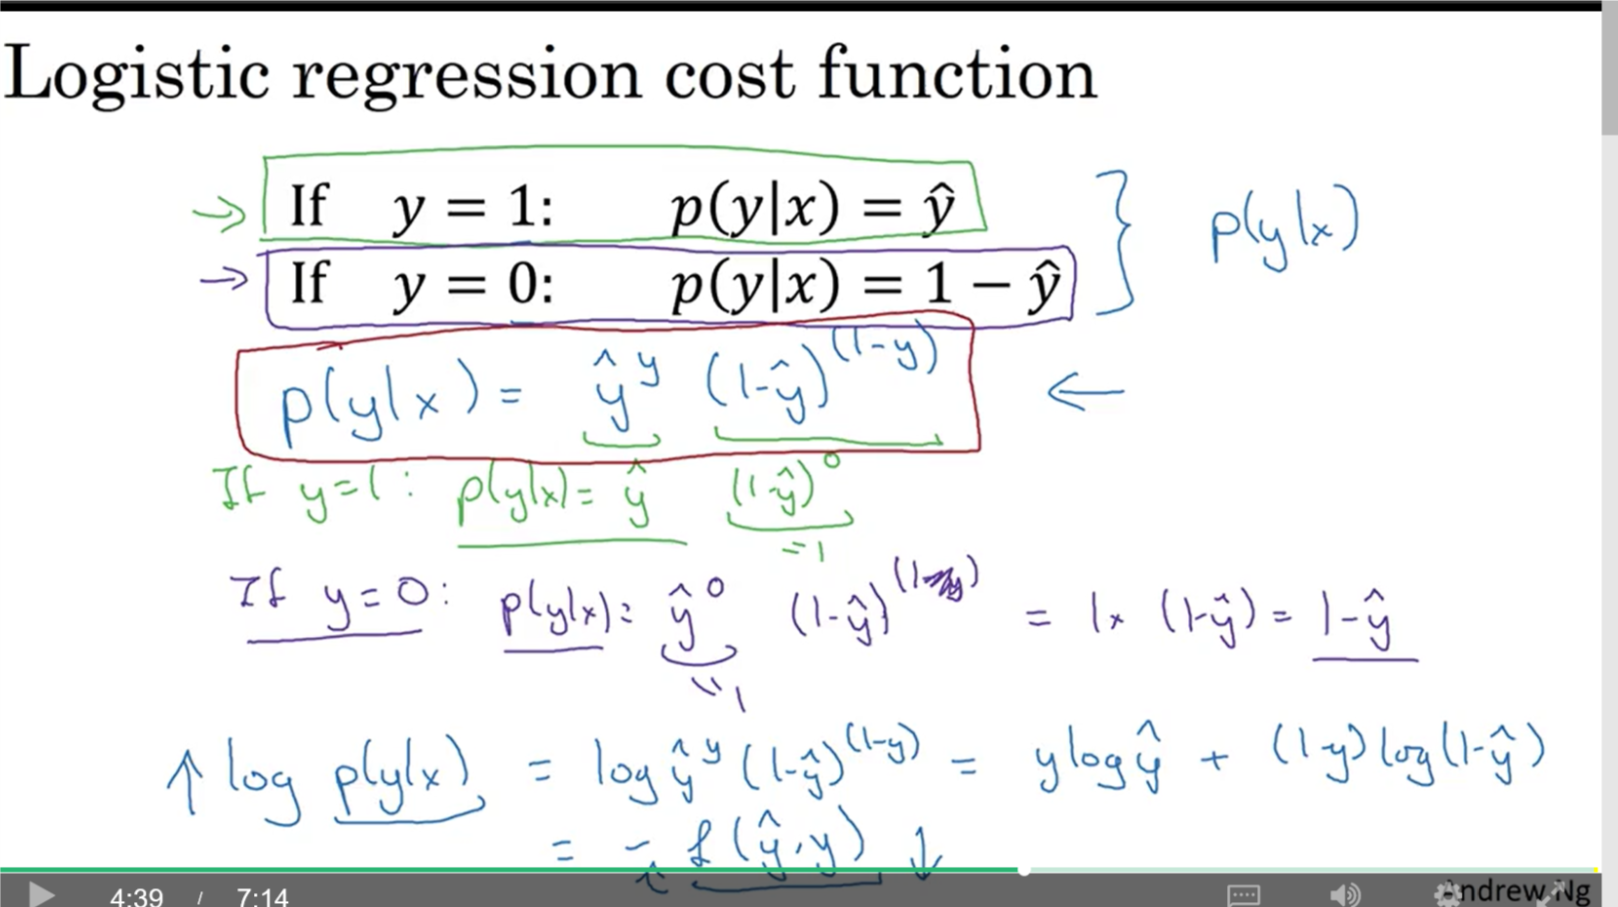 Logistic regression cost function
If y = 1: p(y|x) = ŷ
If y = 0: p(y|x) = 1 − ŷ
} p(y|x)
p(y|x) = ŷ^y (1-ŷ)^(1-y) ←
If y=1: p(y|x) = ŷ (1-ŷ)^0
=1
If y=0: p(y|x) = ŷ^0 (1-ŷ)^(1-y) = 1 x (1-ŷ) = 1-ŷ
=1
↑ log p(y|x) = log ŷ^y (1-ŷ)^(1-y) = y log ŷ + (1-y) log(1-ŷ)
= - ℒ(ŷ,y) ↓
4:39 / 7:14
Andrew Ng